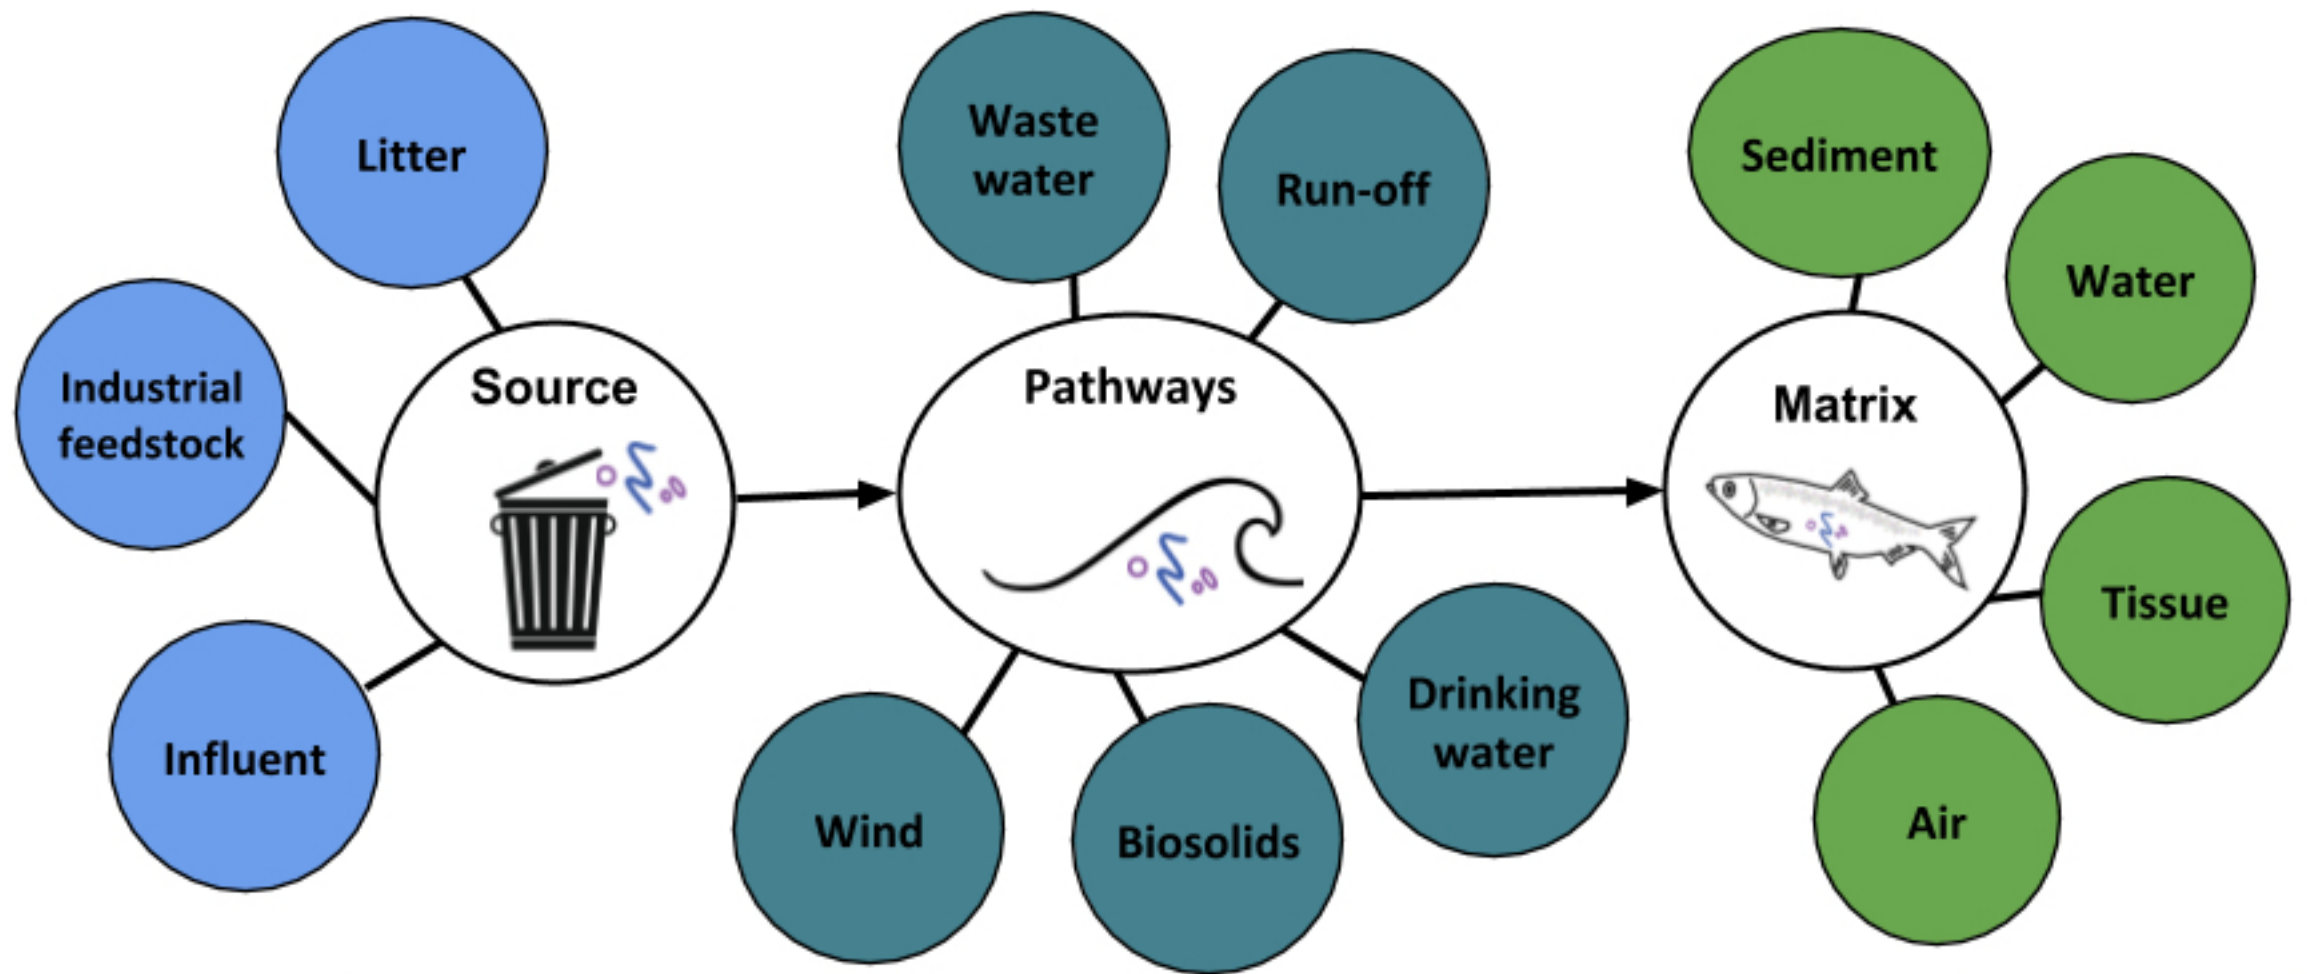 Litter
Industrial
feedstock
Influent
Source
Waste
water
Run-off
Pathways
Wind
Biosolids
Drinking
water
Sediment
Water
Matrix
Tissue
Air